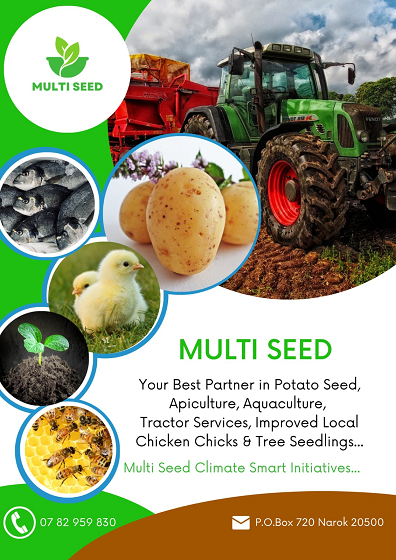 MULTI SEED
MULTI SEED
Your Best Partner in Potato Seed,
Apiculture, Aquaculture,
Tractor Services, Improved Local
Chicken Chicks & Tree Seedlings...
Multi Seed Climate Smart Initiatives...
07 82 959 830
P.O.Box 720 Narok 20500